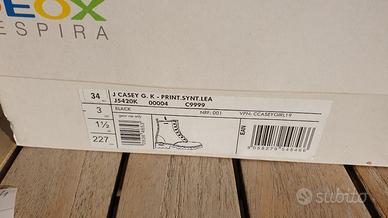 GEOX
RESPIRA
34 J CASEY G. K - PRINT.SYNT.LEA
J5420K 00004 C9999
3 BLACK
NRF: 001 VPN: CCASEYGIRL19
1½
227
EAN
subito